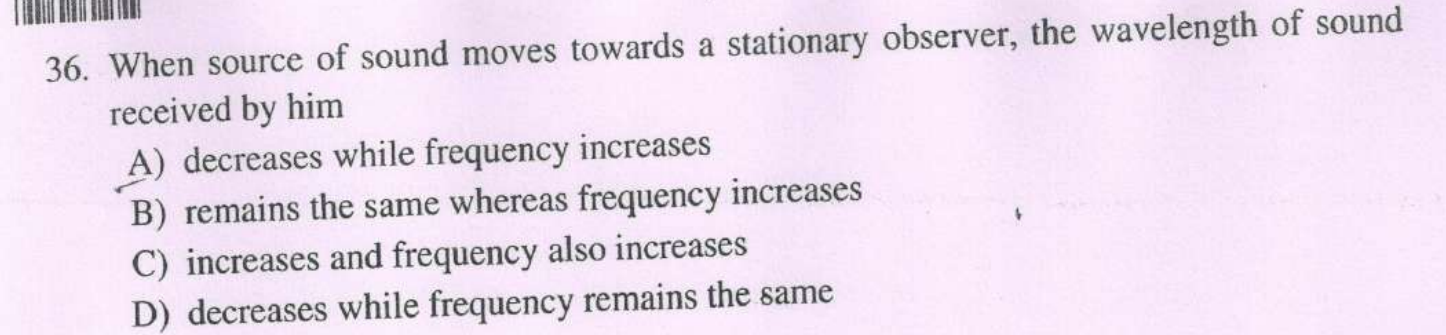 36. When source of sound moves towards a stationary observer, the wavelength of sound
received by him
A) decreases while frequency increases
B) remains the same whereas frequency increases
C) increases and frequency also increases
D) decreases while frequency remains the same